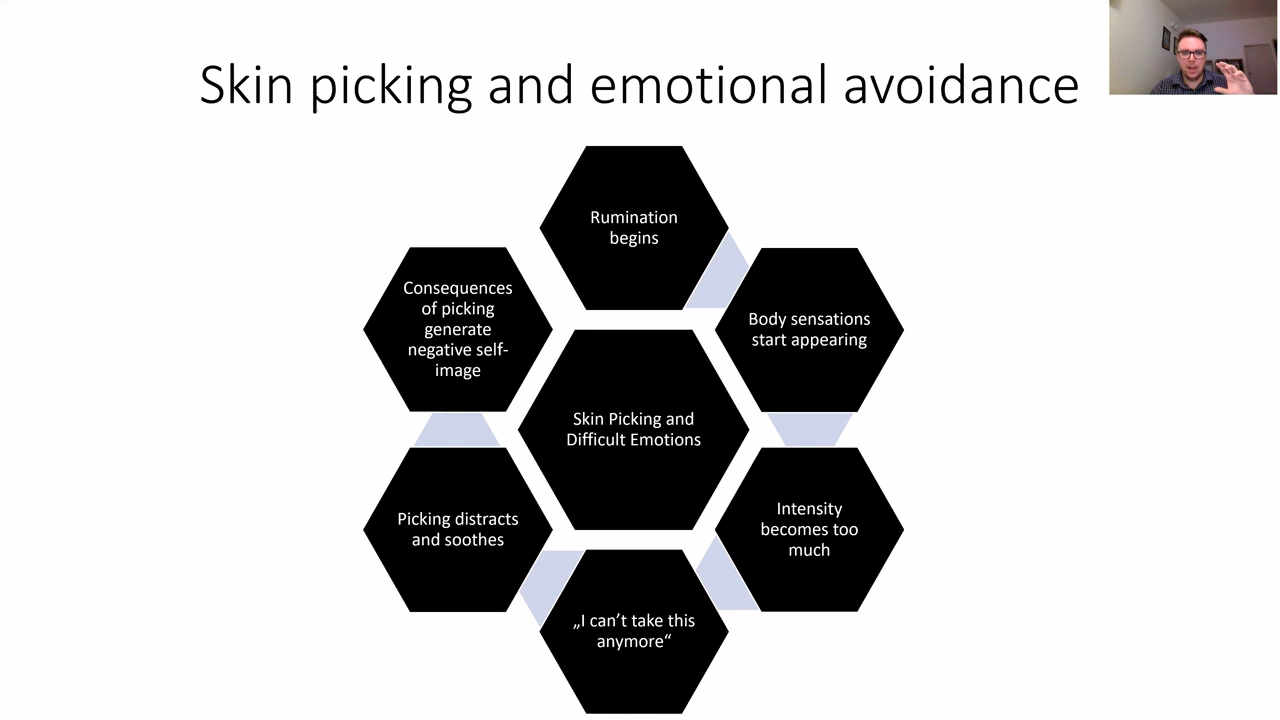 Skin picking and emotional avoidance
Rumination
begins
Body sensations
start appearing
Intensity
becomes too
much
„I can’t take this
anymore“
Picking distracts
and soothes
Consequences
of picking
generate
negative self-
image
Skin Picking and
Difficult Emotions